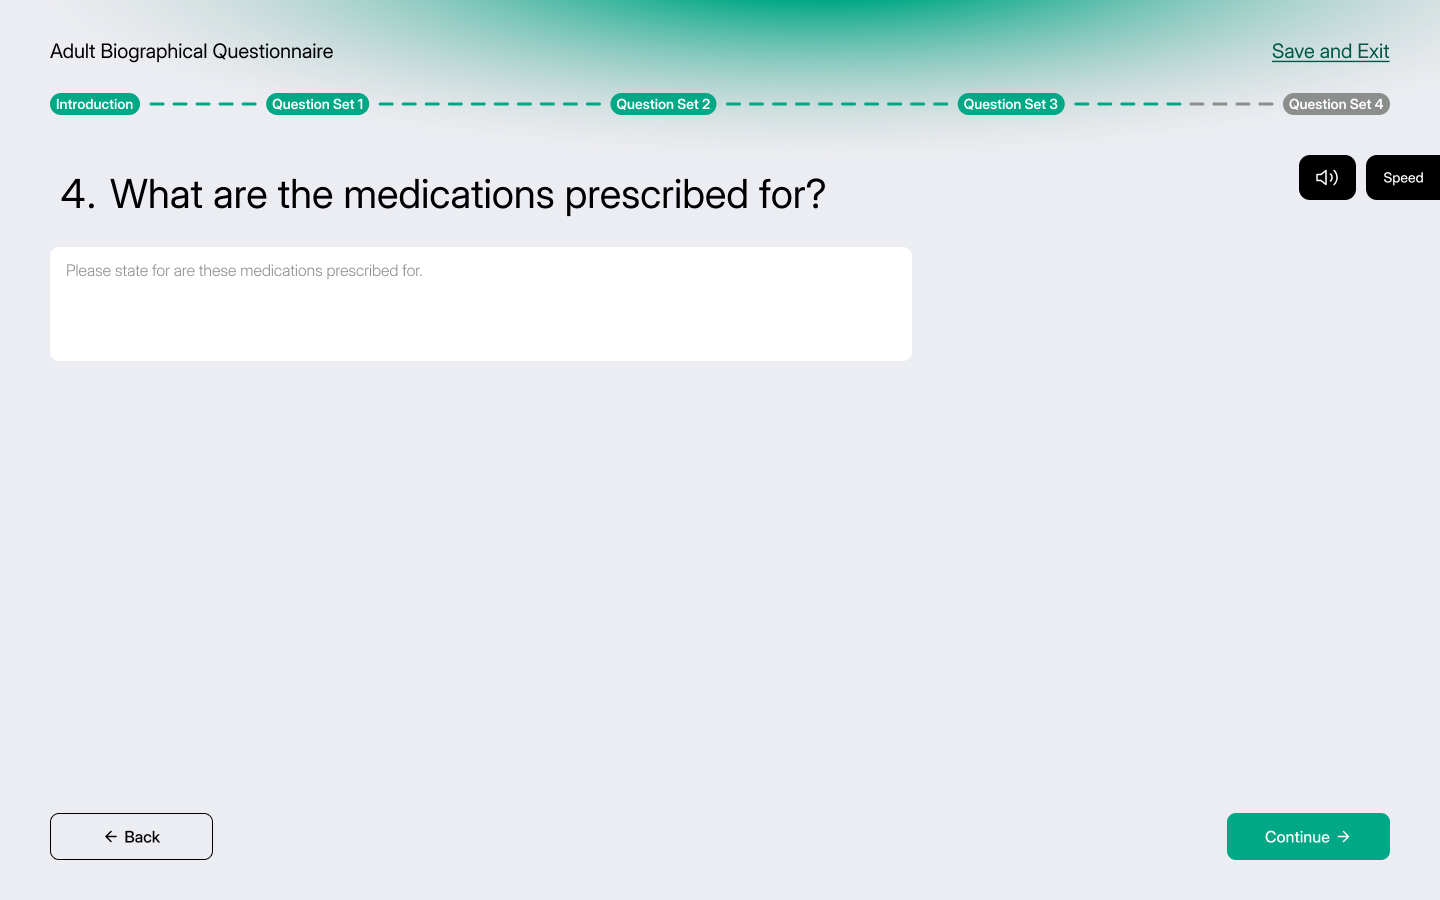 Adult Biographical Questionnaire
Save and Exit
Introduction
Question Set 1
Question Set 2
Question Set 3
Question Set 4
4. What are the medications prescribed for?
Speed
Please state for are these medications prescribed for.
← Back
Continue →